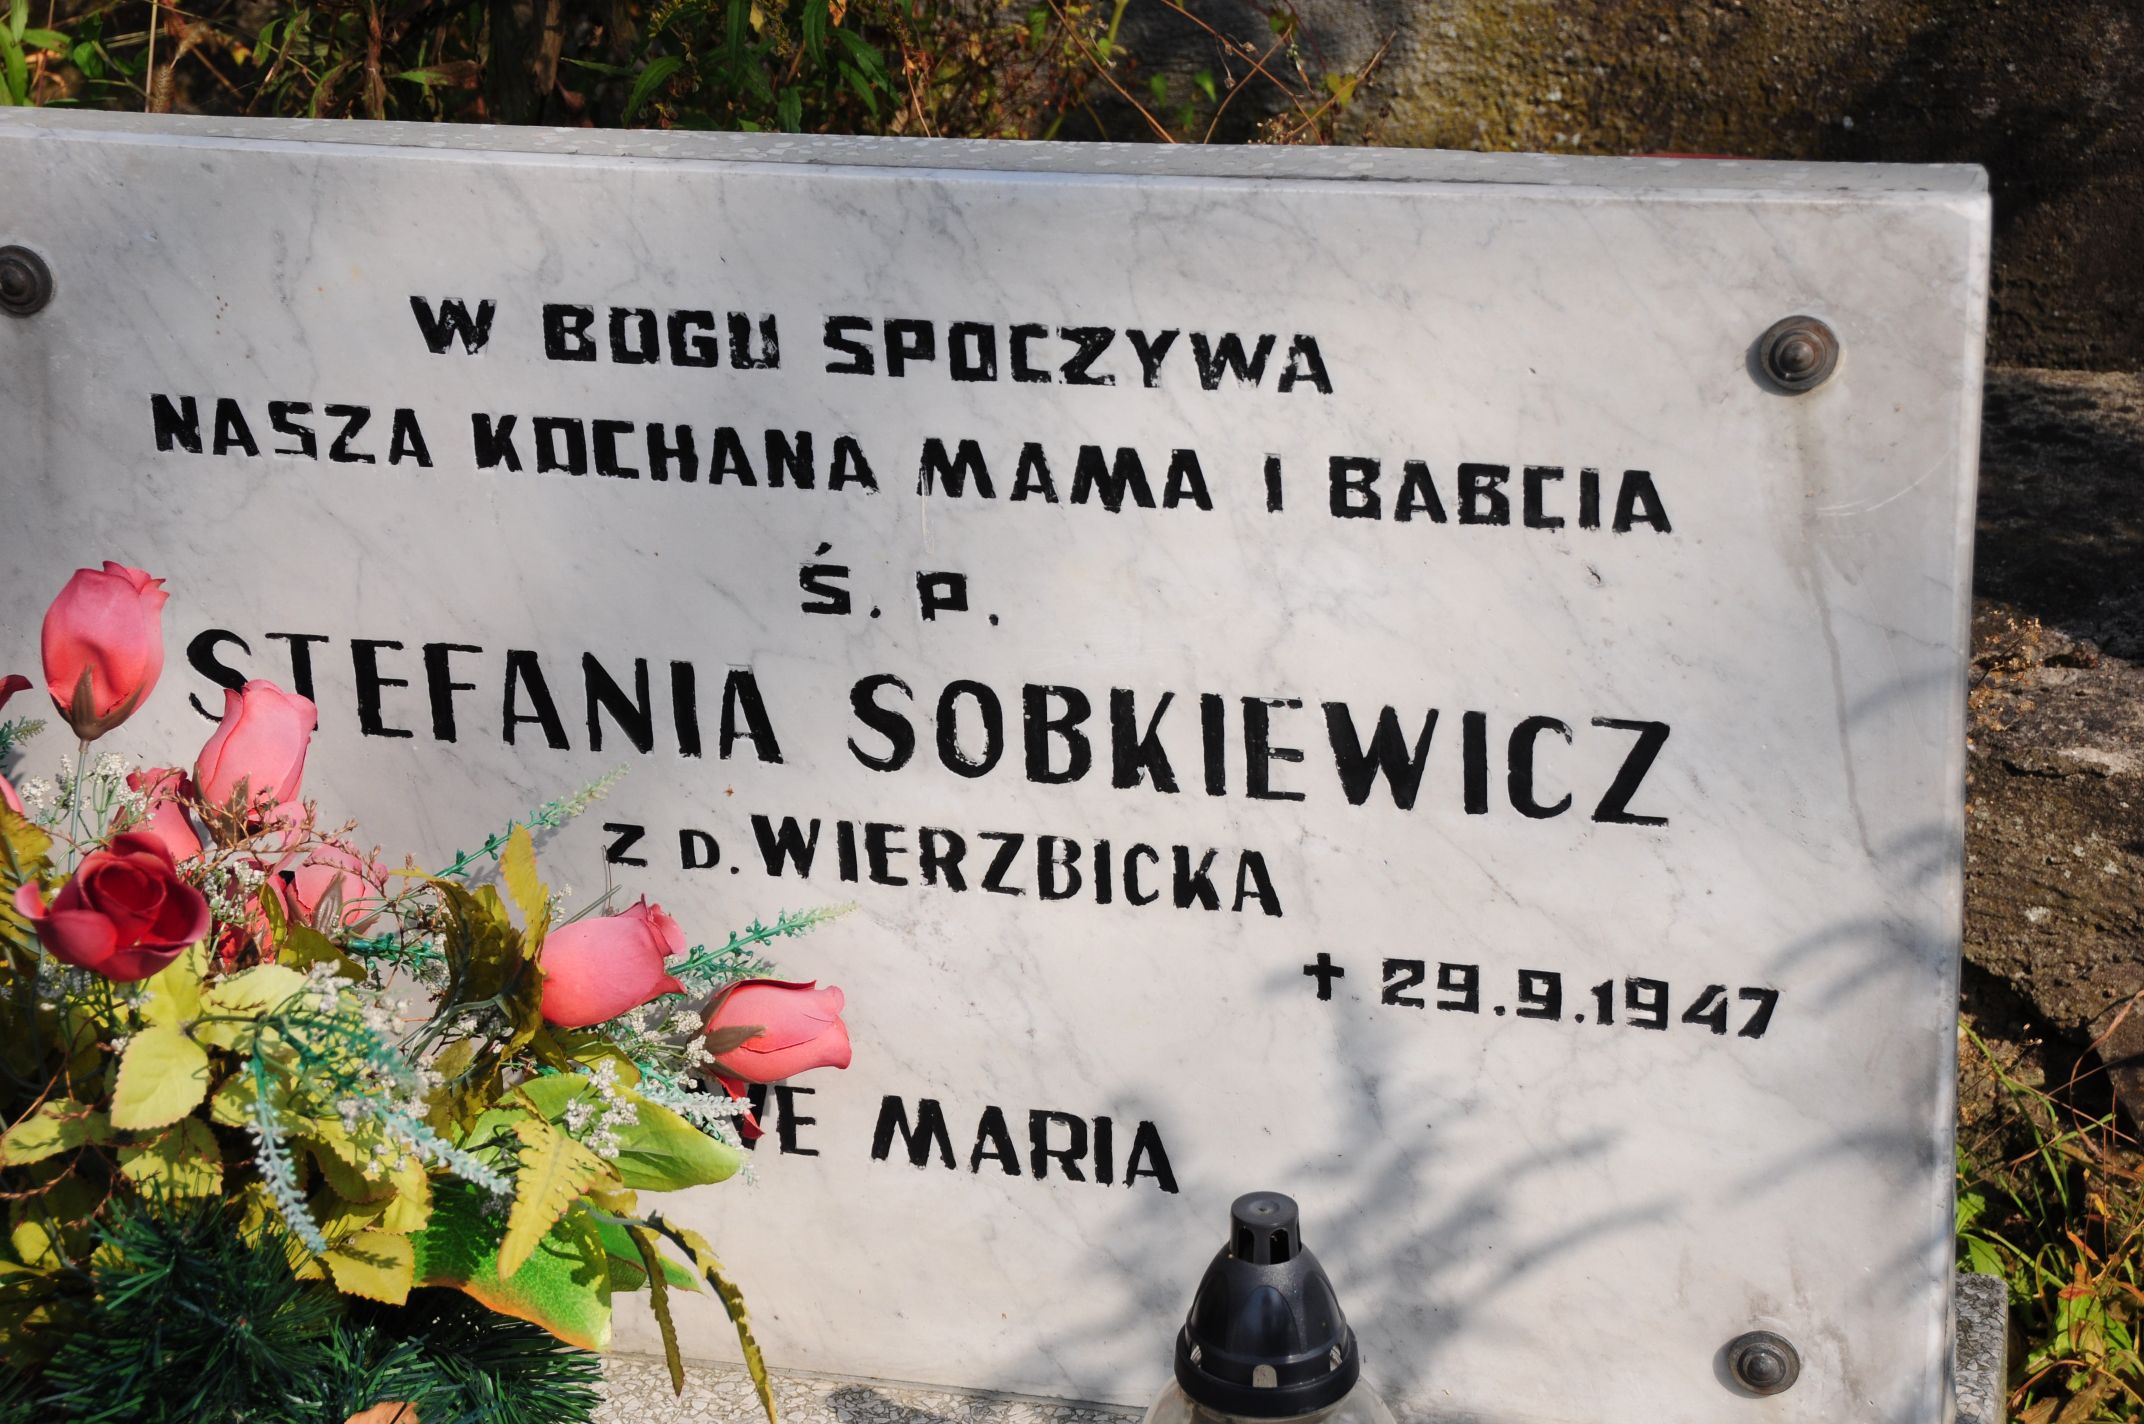 W BOGU SPOCZYWA
NASZA KOCHANA MAMA I BABCIA
Ś. P.
STEFANIA SOBKIEWICZ
Z D. WIERZBICKA
+ 29.9.1947
MARIA